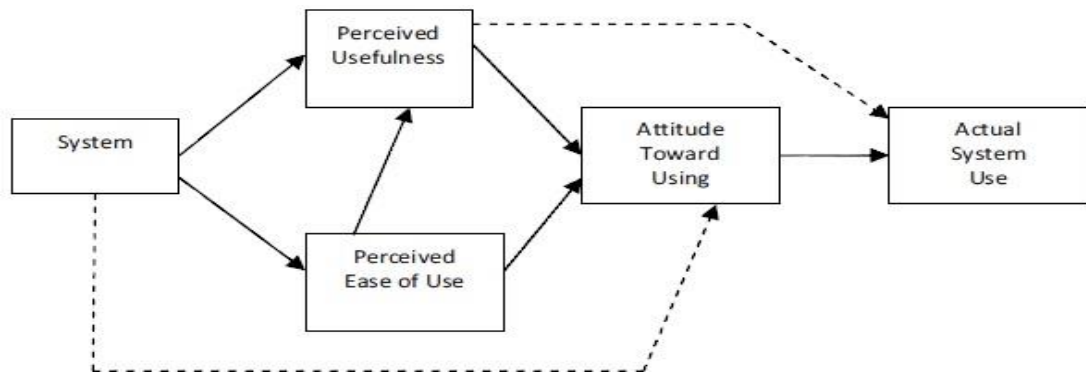 Perceived
Usefulness
System
Attitude
Toward
Using
Actual
System
Use
Perceived
Ease of Use